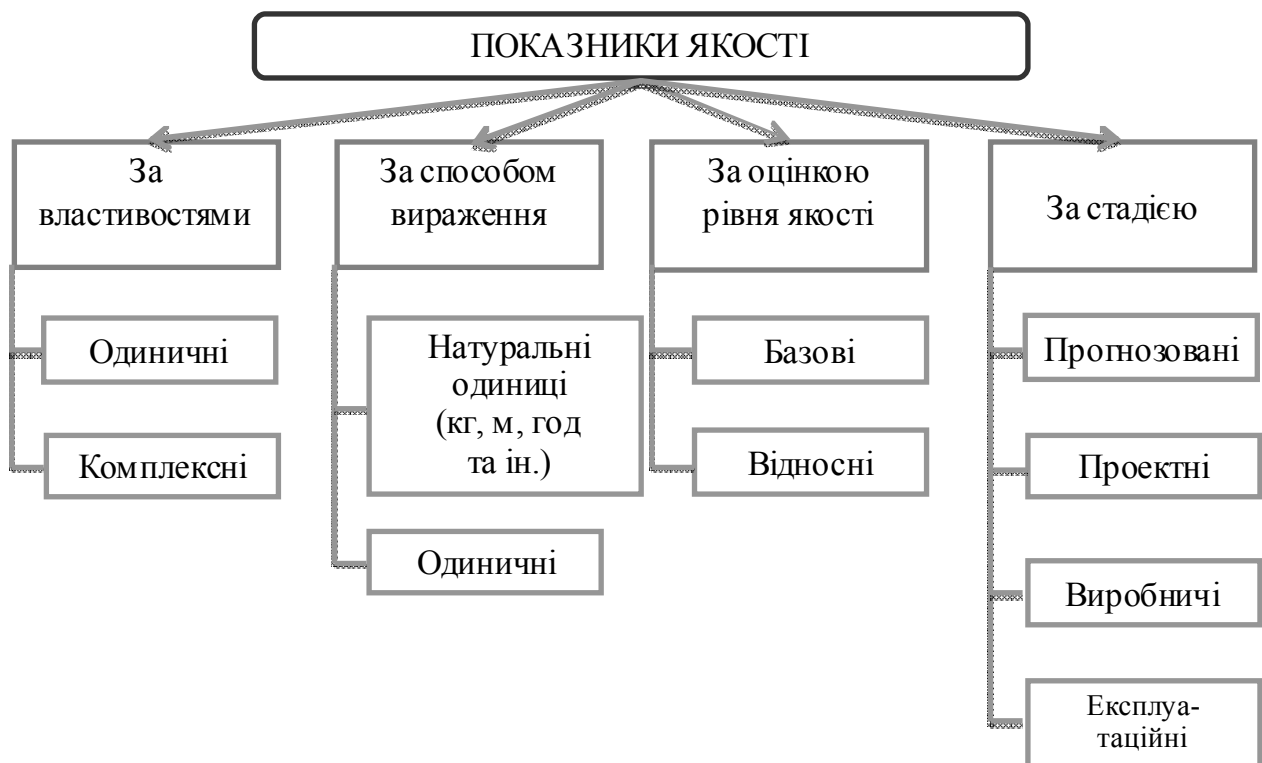 ПОКАЗНИКИ ЯКОСТІ
За
властивостями
Одиничні
Комплексні
За способом
вираження
Натуральні
одиниці
(кг, м, год
та ін.)
Одиничні
За оцінкою
рівня якості
Базові
Відносні
За стадією
Прогнозовані
Проектні
Виробничі
Експлуа-
таційні